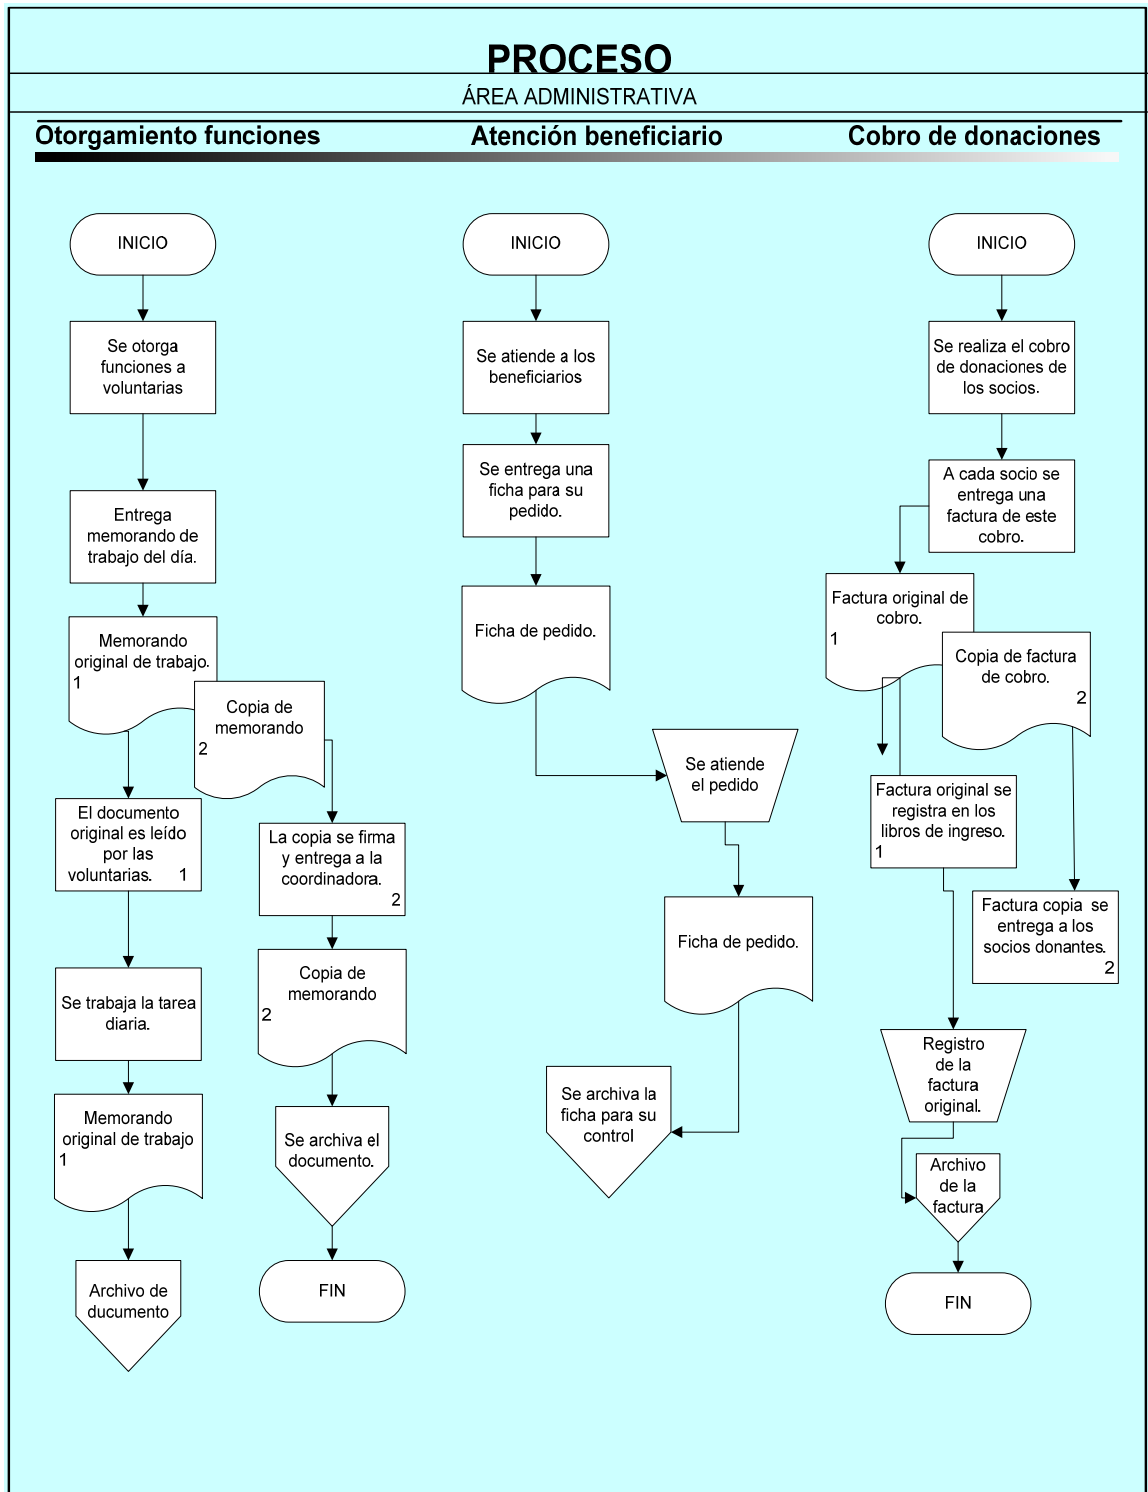 PROCESO
ÁREA ADMINISTRATIVA
Otorgamiento funciones
Atención beneficiario
Cobro de donaciones
INICIO
Se otorga
funciones a
voluntarias
Entrega
memorando de
trabajo del día.
Memorando
original de trabajo.
1
Copia de
memorando
2
El documento
original es leído
por las
voluntarias. 1
La copia se firma
y entrega a la
coordinadora.
2
Se trabaja la tarea
diaria.
Copia de
memorando
2
Memorando
original de trabajo
1
Se archiva el
documento.
Archivo de
ducumento
FIN
INICIO
Se atiende a los
beneficiarios
Se entrega una
ficha para su
pedido.
Ficha de pedido.
Se atiende
el pedido
Ficha de pedido.
Se archiva la
ficha para su
control
INICIO
Se realiza el cobro
de donaciones de
los socios.
A cada socio se
entrega una
factura de este
cobro.
Factura original de
cobro.
1
Copia de factura
de cobro.
2
Factura original se
registra en los
libros de ingreso.
1
Factura copia se
entrega a los
socios donantes.
2
Registro
de la
factura
original.
Archivo
de la
factura
FIN